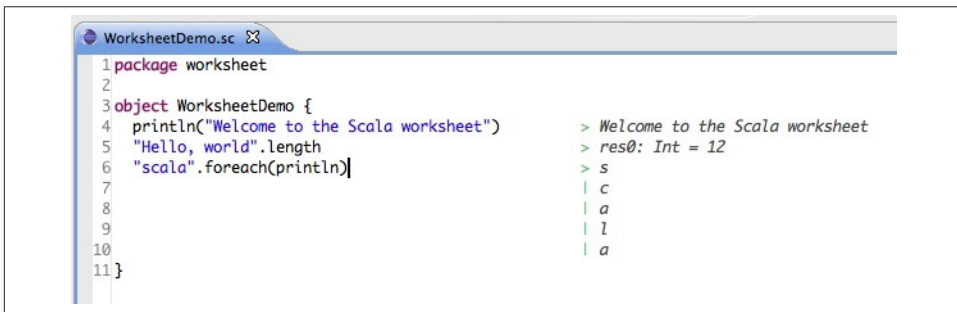 WorksheetDemo.sc
1 package worksheet
2
3 object WorksheetDemo {
4 println("Welcome to the Scala worksheet") > Welcome to the Scala worksheet
5 "Hello, world".length > res0: Int = 12
6 "scala".foreach(println) > s
7 | c
8 | a
9 | l
10 | a
11 }